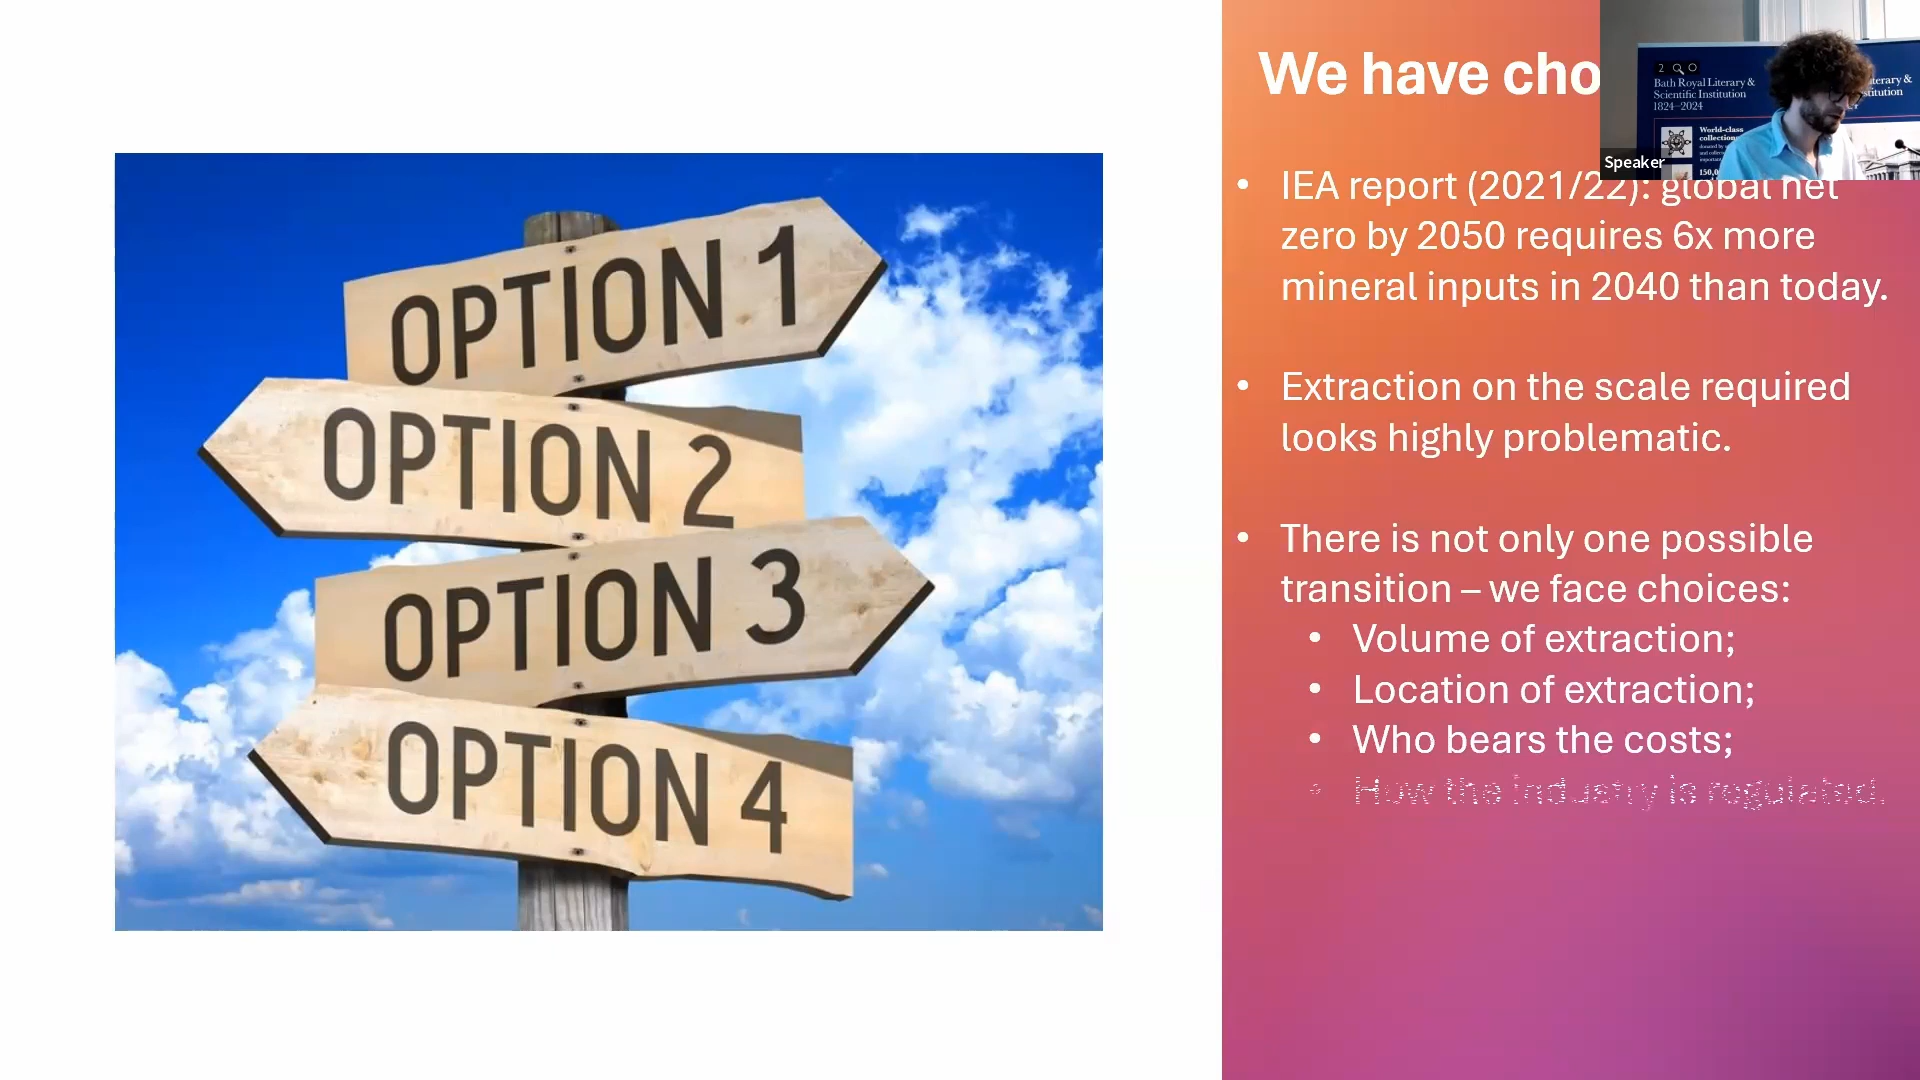 OPTION 1
OPTION 2
OPTION 3
OPTION 4
We have cho
IEA report (2021/22): global net
zero by 2050 requires 6x more
mineral inputs in 2040 than today.
Extraction on the scale required
looks highly problematic.
There is not only one possible
transition – we face choices:
Volume of extraction;
Location of extraction;
Who bears the costs;
How the industry is regulated.
Bath Royal Literary &
Scientific Institution
1824–2024
World-class
Speaker